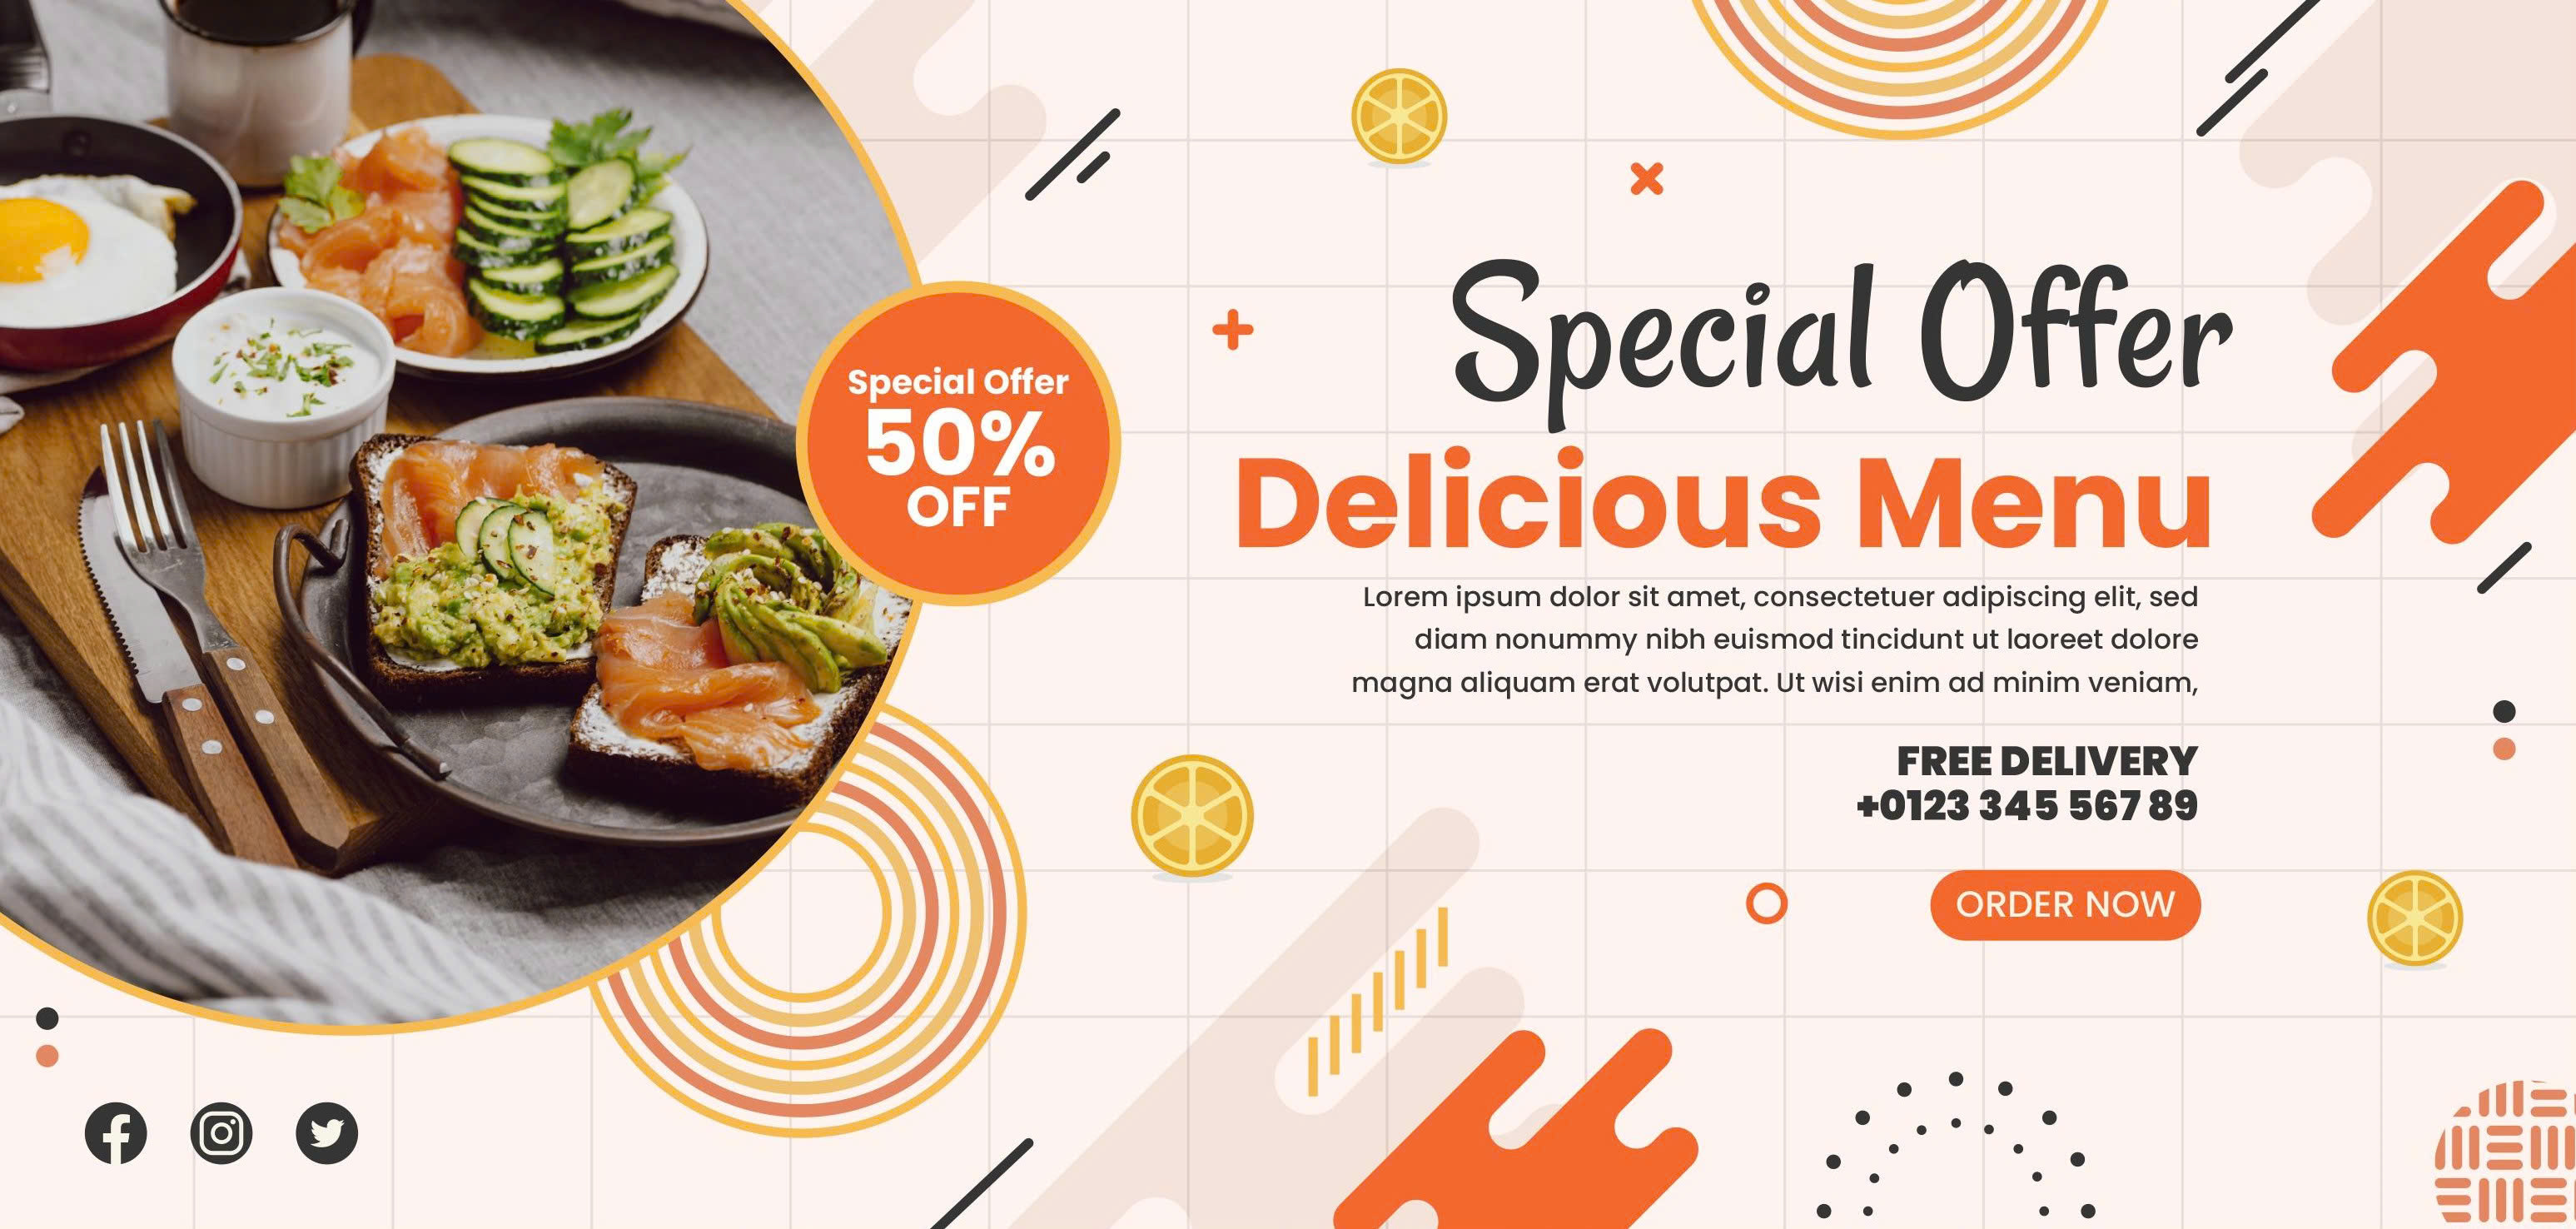 Special Offer
50%
OFF
Special Offer
Delicious Menu
Lorem ipsum dolor sit amet, consectetuer adipiscing elit, sed
diam nonummy nibh euismod tincidunt ut laoreet dolore
magna aliquam erat volutpat. Ut wisi enim ad minim veniam,
FREE DELIVERY
+0123 345 567 89
ORDER NOW